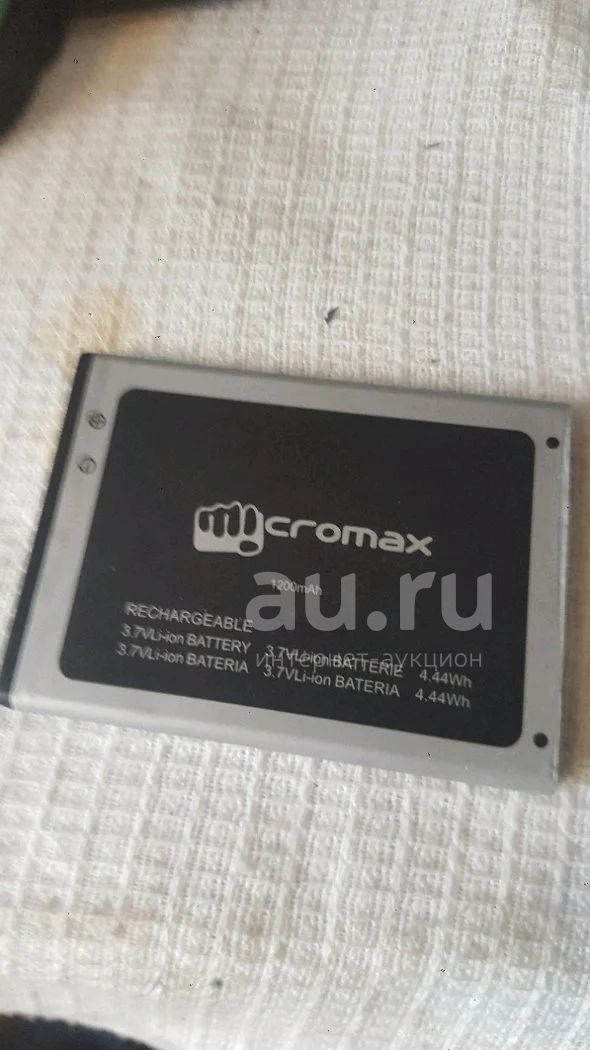 micromax
1200mAh
au.ru
интернет-аукцион
RECHARGEABLE
3.7VLi-ion BATTERY 3.7VLi-ion BATTERIE 4.44Wh
3.7VLi-ion BATERIA 3.7VLi-ion BATERIA 4.44Wh